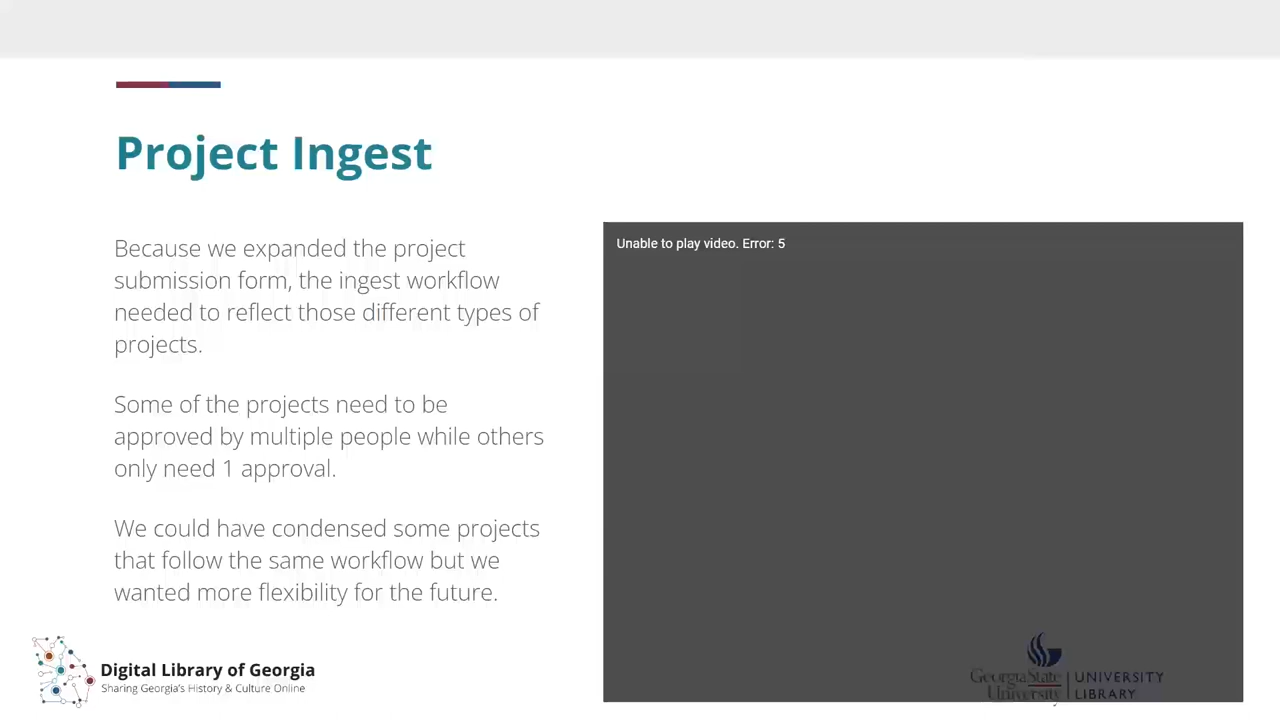 Project Ingest
Because we expanded the project
submission form, the ingest workflow
needed to reflect those different types of
projects.
Some of the projects need to be
approved by multiple people while others
only need 1 approval.
We could have condensed some projects
that follow the same workflow but we
wanted more flexibility for the future.
Unable to play video. Error: 5
Digital Library of Georgia
Sharing Georgia's History & Culture Online
GeorgiaState
University
UNIVERSITY
LIBRARY